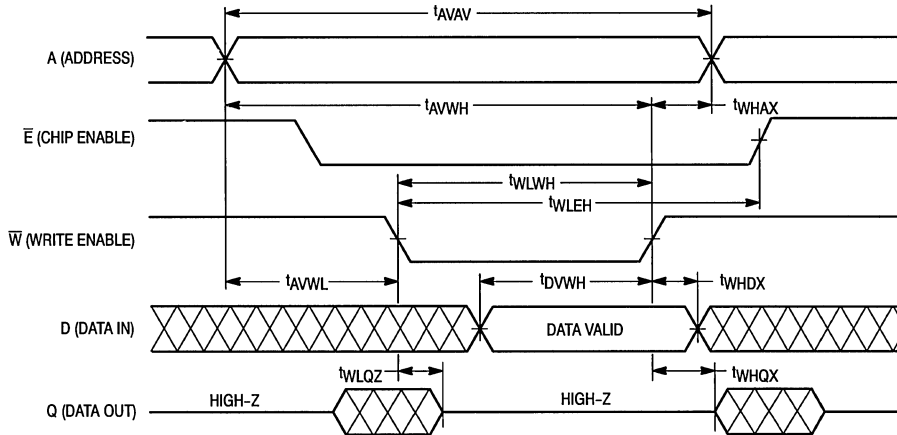 tAVAV
A (ADDRESS)
tAVWH
tWHAX
E̅ (CHIP ENABLE)
tWLWH
tWLEH
W̅ (WRITE ENABLE)
tAVWL
tDVWH
tWHDX
D (DATA IN)
DATA VALID
tWLQZ
tWHQX
Q (DATA OUT)
HIGH-Z
HIGH-Z